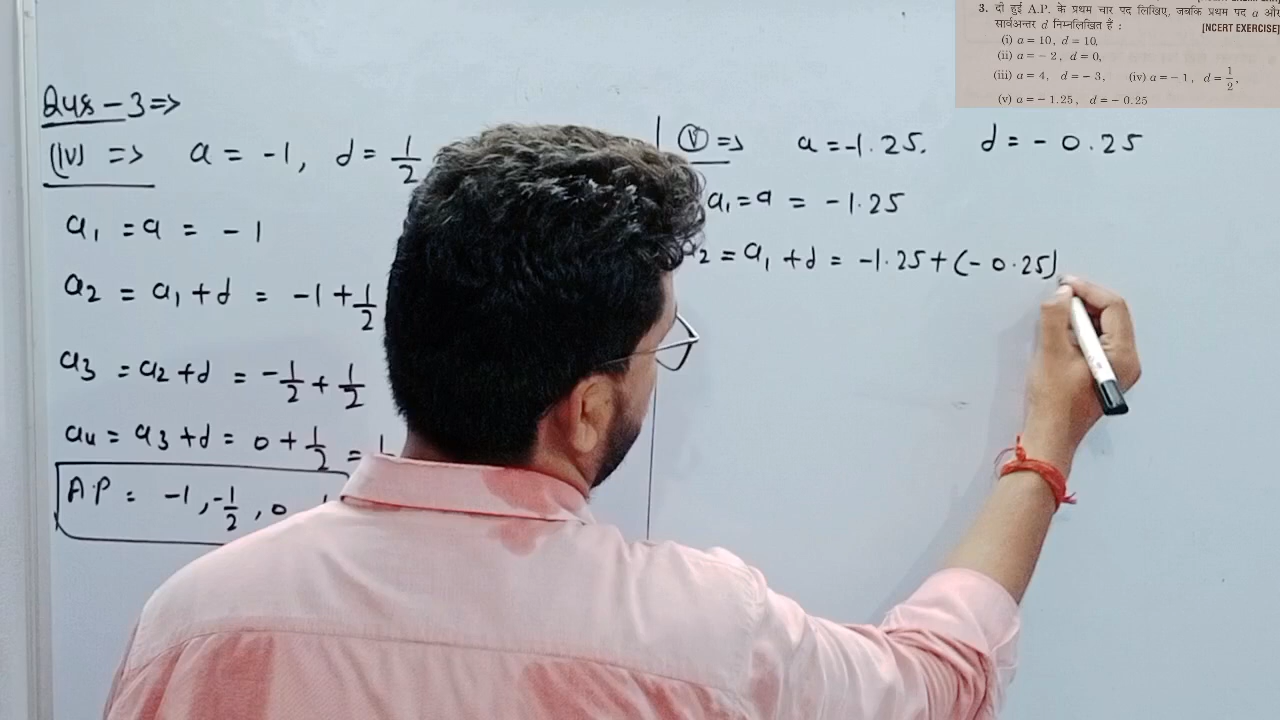 3. दी हुई A.P. के प्रथम चार पद लिखिए, जबकि प्रथम पद a और
सार्वअन्तर d निम्नलिखित हैं :
[NCERT EXERCISE]
(i) a = 10, d = 10,
(ii) a = - 2, d = 0,
(iii) a = 4, d = - 3, (iv) a = - 1, d = 1/2,
(v) a = - 1.25, d = - 0.25
Qus - 3 =>
(iv) => a = -1, d = 1/2
a1 = a = -1
a2 = a1 + d = -1 + 1/2
a3 = a2 + d = -1/2 + 1/2
a4 = a3 + d = 0 + 1/2 =
A.P = -1, -1/2, 0
(v) => a = -1.25. d = - 0.25
a1 = a = -1.25
a2 = a1 + d = -1.25 + (- 0.25)